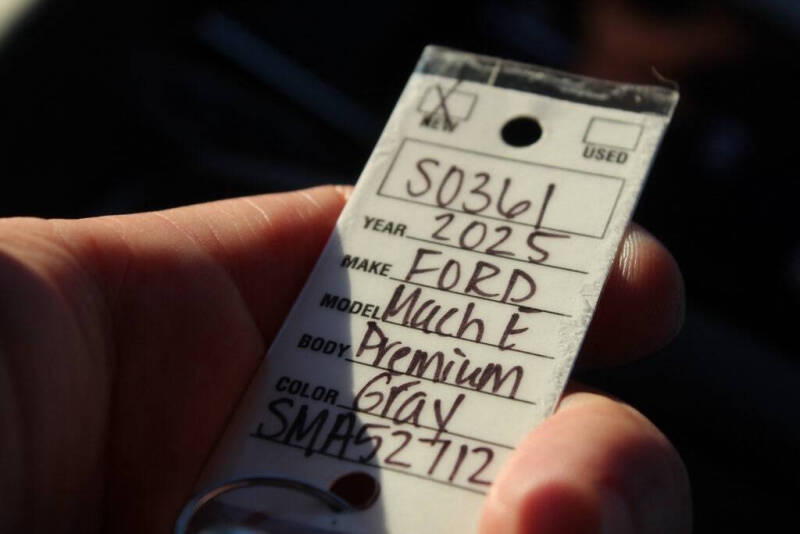 NEW USED
S0361
YEAR 2025
MAKE FORD
MODEL Mach E
BODY Premium
COLOR Gray
SMA52712